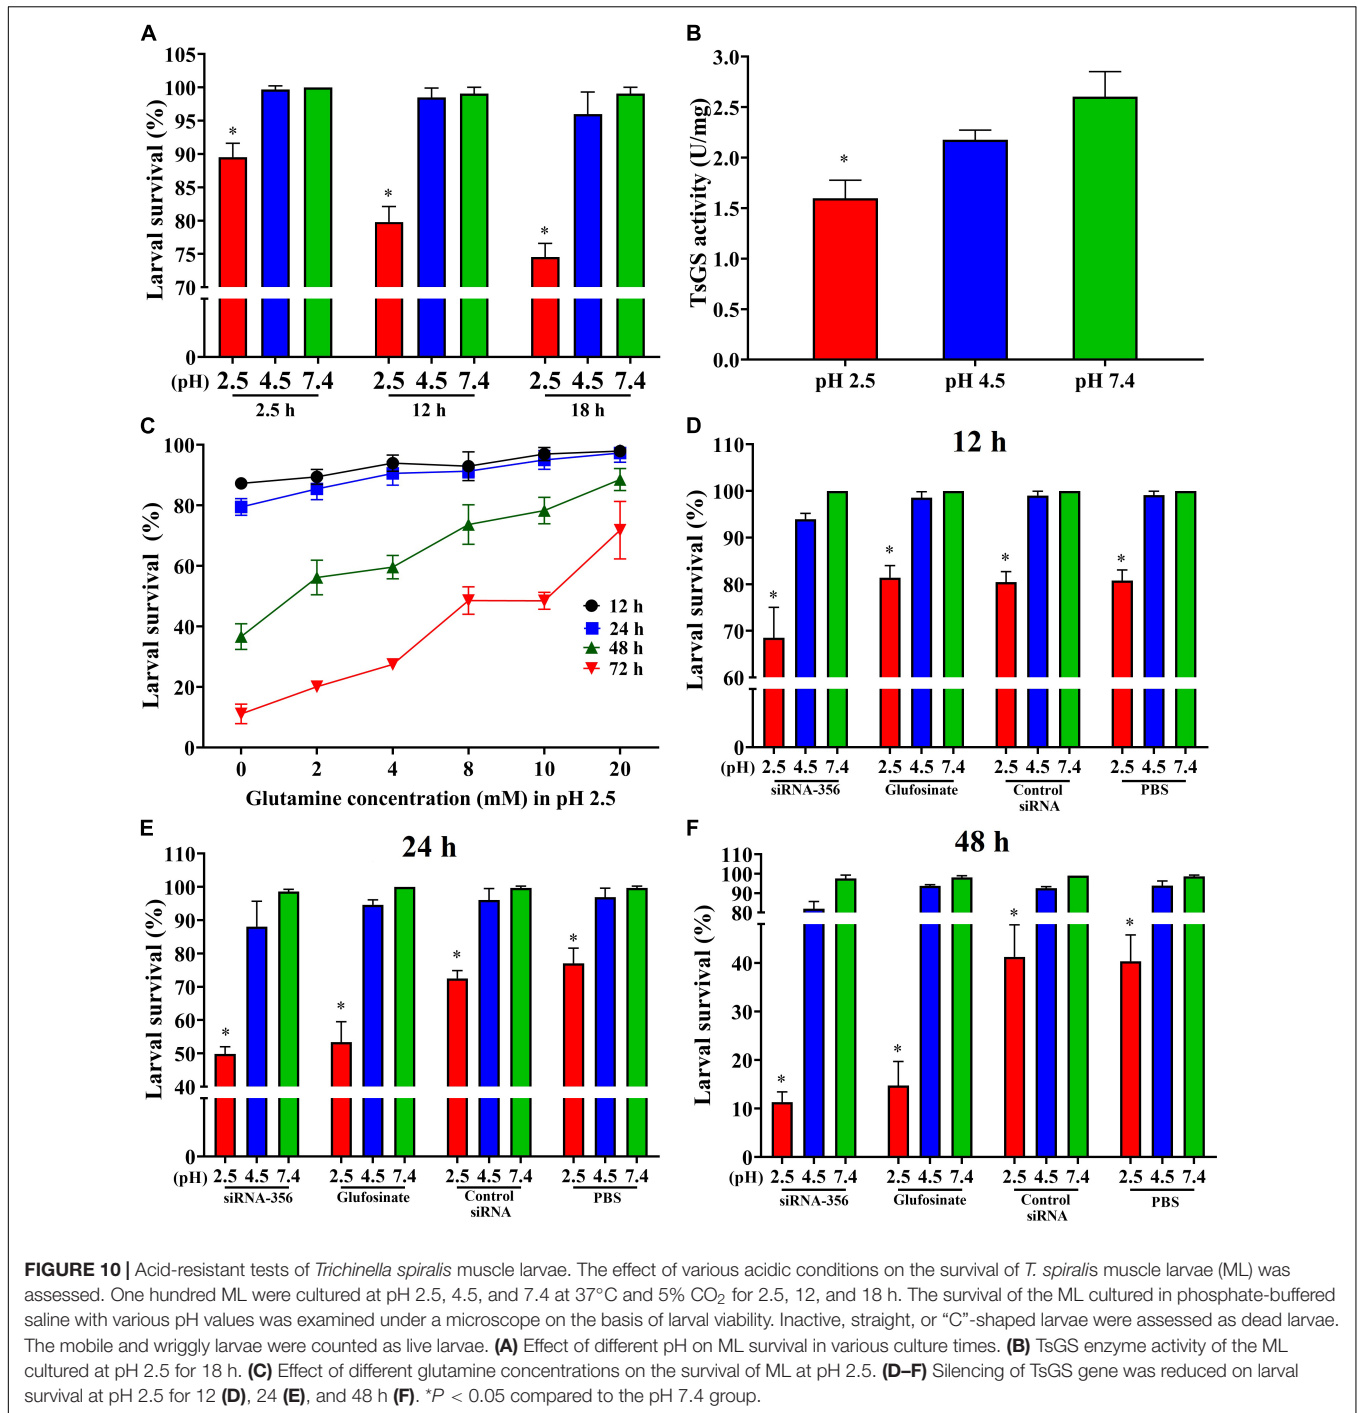 A
Larval survival (%)
105
100
95
90
85
80
75
70
0
*
*
*
(pH) 2.5 4.5 7.4 2.5 4.5 7.4 2.5 4.5 7.4
2.5 h 12 h 18 h
B
TsGS activity (U/mg)
3.0
2.5
2.0
1.5
1.0
0.5
0.0
*
pH 2.5 pH 4.5 pH 7.4
C
Larval survival (%)
100
80
60
40
20
0
12 h
24 h
48 h
72 h
0 2 4 8 10 20
Glutamine concentration (mM) in pH 2.5
D
12 h
Larval survival (%)
110
100
90
80
70
60
0
*
*
*
*
(pH) 2.5 4.5 7.4 2.5 4.5 7.4 2.5 4.5 7.4 2.5 4.5 7.4
siRNA-356 Glufosinate Control PBS
siRNA
E
24 h
Larval survival (%)
110
100
90
80
70
60
50
40
0
*
*
*
*
(pH) 2.5 4.5 7.4 2.5 4.5 7.4 2.5 4.5 7.4 2.5 4.5 7.4
siRNA-356 Glufosinate Control PBS
siRNA
F
48 h
Larval survival (%)
110
100
90
80
40
30
20
10
0
*
*
*
*
(pH) 2.5 4.5 7.4 2.5 4.5 7.4 2.5 4.5 7.4 2.5 4.5 7.4
siRNA-356 Glufosinate Control PBS
siRNA
FIGURE 10 | Acid-resistant tests of Trichinella spiralis muscle larvae. The effect of various acidic conditions on the survival of T. spiralis muscle larvae (ML) was
assessed. One hundred ML were cultured at pH 2.5, 4.5, and 7.4 at 37°C and 5% CO₂ for 2.5, 12, and 18 h. The survival of the ML cultured in phosphate-buffered
saline with various pH values was examined under a microscope on the basis of larval viability. Inactive, straight, or “C”-shaped larvae were assessed as dead larvae.
The mobile and wriggly larvae were counted as live larvae. (A) Effect of different pH on ML survival in various culture times. (B) TsGS enzyme activity of the ML
cultured at pH 2.5 for 18 h. (C) Effect of different glutamine concentrations on the survival of ML at pH 2.5. (D–F) Silencing of TsGS gene was reduced on larval
survival at pH 2.5 for 12 (D), 24 (E), and 48 h (F). *P < 0.05 compared to the pH 7.4 group.